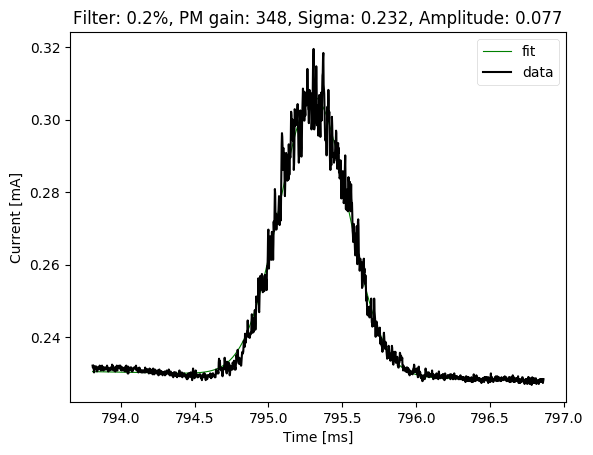 Filter: 0.2%, PM gain: 348, Sigma: 0.232, Amplitude: 0.077
fit
data
Current [mA]
0.32
0.30
0.28
0.26
0.24
794.0 794.5 795.0 795.5 796.0 796.5 797.0
Time [ms]